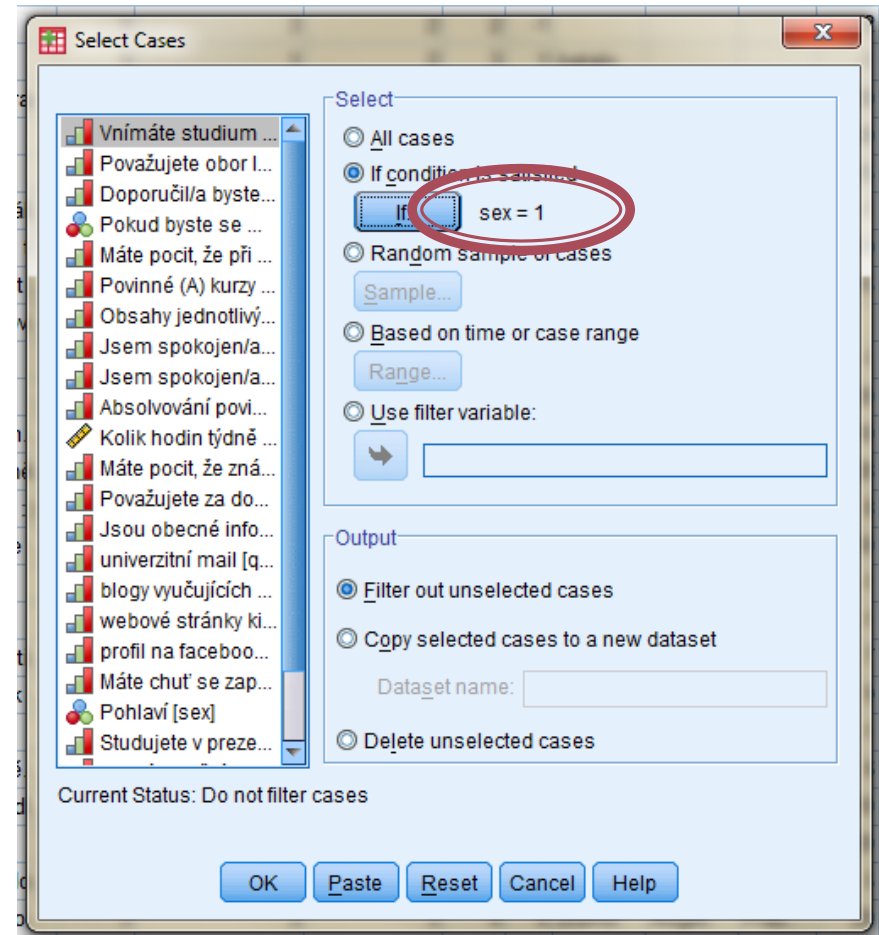 Select Cases
Vnímáte studium ...
Považujete obor I...
Doporučil/a byste...
Pokud byste se ...
Máte pocit, že při ...
Povinné (A) kurzy ...
Obsahy jednotlivý...
Jsem spokojen/a...
Jsem spokojen/a...
Absolvování povi...
Kolik hodin týdně ...
Máte pocit, že zná...
Považujete za do...
Jsou obecné info...
univerzitní mail [q...
blogy vyučujících ...
webové stránky ki...
profil na faceboo...
Máte chuť se zap...
Pohlaví [sex]
Studujete v preze...
Select
All cases
If condition is satisfied
If...
sex = 1
Random sample of cases
Sample...
Based on time or case range
Range...
Use filter variable:
Output
Filter out unselected cases
Copy selected cases to a new dataset
Dataset name:
Delete unselected cases
Current Status: Do not filter cases
OK Paste Reset Cancel Help